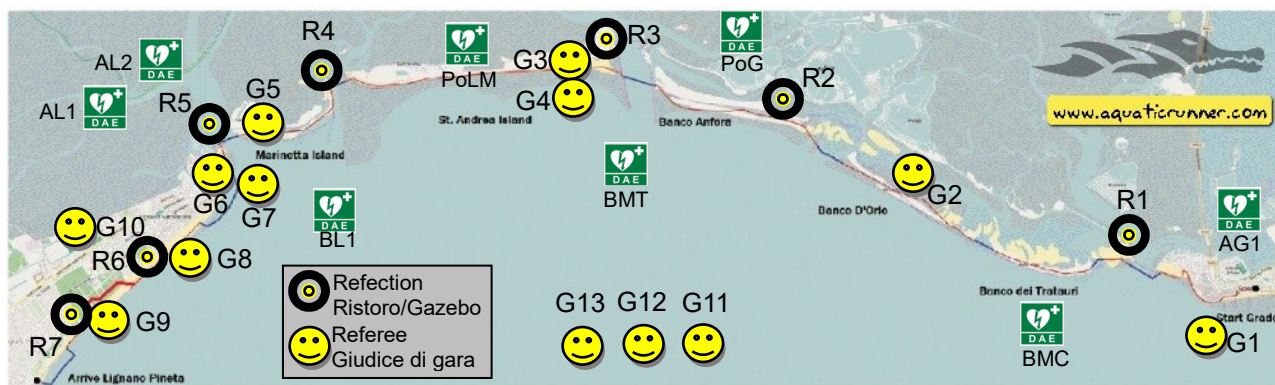 R4
R3
AL2
DAE
DAE
PoLM
G3
DAE
PoG
R2
AL1
DAE
R5
G5
G4
St. Andrea Island
Banco Anfora
www.aquaticrunner.com
Marinetta Island
DAE
BMT
G2
Banco D'Orio
R1
DAE
AG1
G6
G7
DAE
BL1
G10
R6
G8
Refection
Ristoro/Gazebo
Referee
Giudice di gara
G13
G12
G11
Banco dei Tratauri
DAE
BMC
Start Grado
G1
R7
G9
Arrive Lignano Pineta